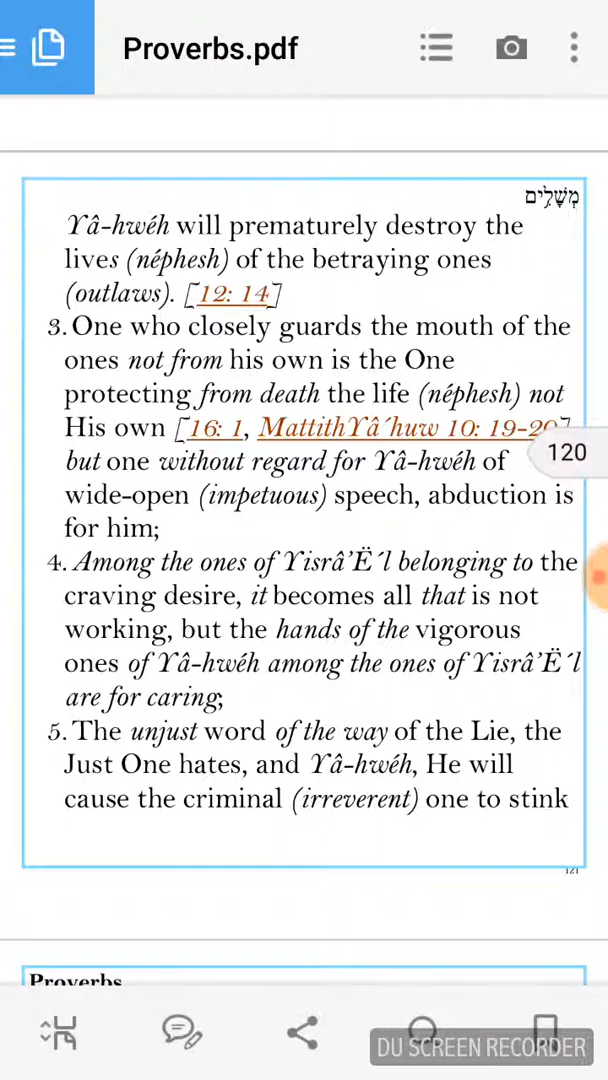 Proverbs.pdf
מְשָׁלִים
Yâ-hwéh will prematurely destroy the
lives (néphesh) of the betraying ones
(outlaws). [12: 14]
3. One who closely guards the mouth of the
ones not from his own is the One
protecting from death the life (néphesh) not
His own [16: 1, MattithYâ´huw 10: 19-20]
120
but one without regard for Yâ-hwéh of
wide-open (impetuous) speech, abduction is
for him;
4. Among the ones of Yisrâ’Ë´l belonging to the
craving desire, it becomes all that is not
working, but the hands of the vigorous
ones of Yâ-hwéh among the ones of Yisrâ’Ë´l
are for caring;
5. The unjust word of the way of the Lie, the
Just One hates, and Yâ-hwéh, He will
cause the criminal (irreverent) one to stink
121
Proverbs
DU SCREEN RECORDER